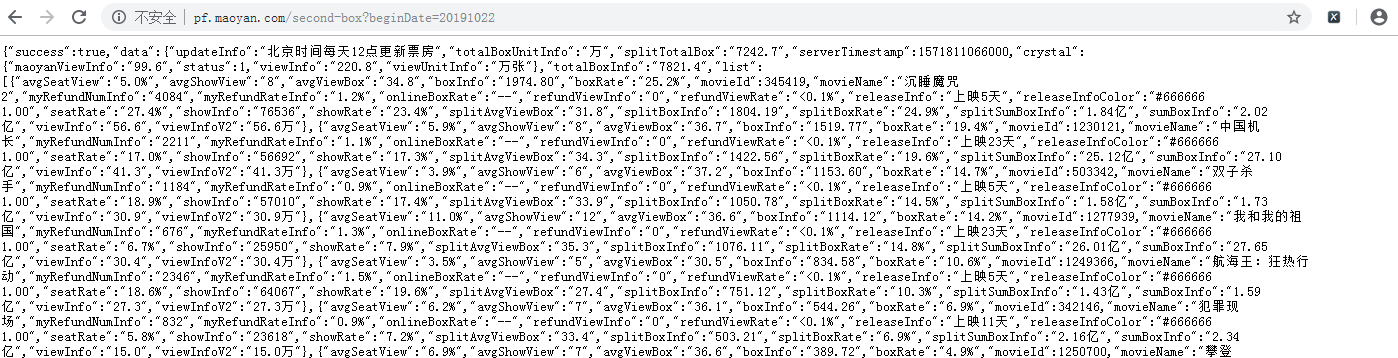 不安全 | pf.maoyan.com/second-box?beginDate=20191022
{"success":true,"data":{"updateInfo":"北京时间每天12点更新票房","totalBoxUnitInfo":"万","splitTotalBox":"7242.7","serverTimestamp":1571811066000,"crystal":
{"maoyanViewInfo":"99.6","status":1,"viewInfo":"220.8","viewUnitInfo":"万张"},"totalBoxInfo":"7821.4","list":
[{"avgSeatView":"5.0%","avgShowView":"8","avgViewBox":"34.8","boxInfo":"1974.80","boxRate":"25.2%","movieId":345419,"movieName":"沉睡魔咒
2","myRefundNumInfo":"4084","myRefundRateInfo":"1.2%","onlineBoxRate":"--","refundViewInfo":"0","refundViewRate":"<0.1%","releaseInfo":"上映5天","releaseInfoColor":"#666666
1.00","seatRate":"27.4%","showInfo":"76536","showRate":"23.4%","splitAvgViewBox":"31.8","splitBoxInfo":"1804.19","splitBoxRate":"24.9%","splitSumBoxInfo":"1.84亿","sumBoxInfo":"2.02
亿","viewInfo":"56.6","viewInfoV2":"56.6万"},{"avgSeatView":"5.9%","avgShowView":"8","avgViewBox":"36.7","boxInfo":"1519.77","boxRate":"19.4%","movieId":1230121,"movieName":"中国机
长","myRefundNumInfo":"2211","myRefundRateInfo":"1.1%","onlineBoxRate":"--","refundViewInfo":"0","refundViewRate":"<0.1%","releaseInfo":"上映23天","releaseInfoColor":"#666666
1.00","seatRate":"17.0%","showInfo":"56692","showRate":"17.3%","splitAvgViewBox":"34.3","splitBoxInfo":"1422.56","splitBoxRate":"19.6%","splitSumBoxInfo":"25.12亿","sumBoxInfo":"27.10
亿","viewInfo":"41.3","viewInfoV2":"41.3万"},{"avgSeatView":"3.9%","avgShowView":"6","avgViewBox":"37.2","boxInfo":"1153.60","boxRate":"14.7%","movieId":503342,"movieName":"双子杀
手","myRefundNumInfo":"1184","myRefundRateInfo":"0.9%","onlineBoxRate":"--","refundViewInfo":"0","refundViewRate":"<0.1%","releaseInfo":"上映5天","releaseInfoColor":"#666666
1.00","seatRate":"18.9%","showInfo":"57010","showRate":"17.4%","splitAvgViewBox":"33.9","splitBoxInfo":"1050.78","splitBoxRate":"14.5%","splitSumBoxInfo":"1.58亿","sumBoxInfo":"1.73
亿","viewInfo":"30.9","viewInfoV2":"30.9万"},{"avgSeatView":"11.0%","avgShowView":"12","avgViewBox":"36.6","boxInfo":"1114.12","boxRate":"14.2%","movieId":1277939,"movieName":"我和我的祖
国","myRefundNumInfo":"676","myRefundRateInfo":"1.3%","onlineBoxRate":"--","refundViewInfo":"0","refundViewRate":"<0.1%","releaseInfo":"上映23天","releaseInfoColor":"#666666
1.00","seatRate":"6.7%","showInfo":"25950","showRate":"7.9%","splitAvgViewBox":"35.3","splitBoxInfo":"1076.11","splitBoxRate":"14.8%","splitSumBoxInfo":"26.01亿","sumBoxInfo":"27.65
亿","viewInfo":"30.4","viewInfoV2":"30.4万"},{"avgSeatView":"3.5%","avgShowView":"5","avgViewBox":"30.5","boxInfo":"834.58","boxRate":"10.6%","movieId":1249366,"movieName":"航海王：狂热行
动","myRefundNumInfo":"2346","myRefundRateInfo":"1.5%","onlineBoxRate":"--","refundViewInfo":"0","refundViewRate":"<0.1%","releaseInfo":"上映5天","releaseInfoColor":"#666666
1.00","seatRate":"18.6%","showInfo":"64067","showRate":"19.6%","splitAvgViewBox":"27.4","splitBoxInfo":"751.12","splitBoxRate":"10.3%","splitSumBoxInfo":"1.43亿","sumBoxInfo":"1.59
亿","viewInfo":"27.3","viewInfoV2":"27.3万"},{"avgSeatView":"6.2%","avgShowView":"7","avgViewBox":"36.1","boxInfo":"544.26","boxRate":"6.9%","movieId":342146,"movieName":"犯罪现
场","myRefundNumInfo":"832","myRefundRateInfo":"0.9%","onlineBoxRate":"--","refundViewInfo":"0","refundViewRate":"<0.1%","releaseInfo":"上映11天","releaseInfoColor":"#666666
1.00","seatRate":"5.8%","showInfo":"23618","showRate":"7.2%","splitAvgViewBox":"33.4","splitBoxInfo":"503.21","splitBoxRate":"6.9%","splitSumBoxInfo":"2.16亿","sumBoxInfo":"2.34
亿","viewInfo":"15.0","viewInfoV2":"15.0万"},{"avgSeatView":"6.9%","avgShowView":"7","avgViewBox":"36.6","boxInfo":"389.72","boxRate":"4.9%","movieId":1250700,"movieName":"攀登